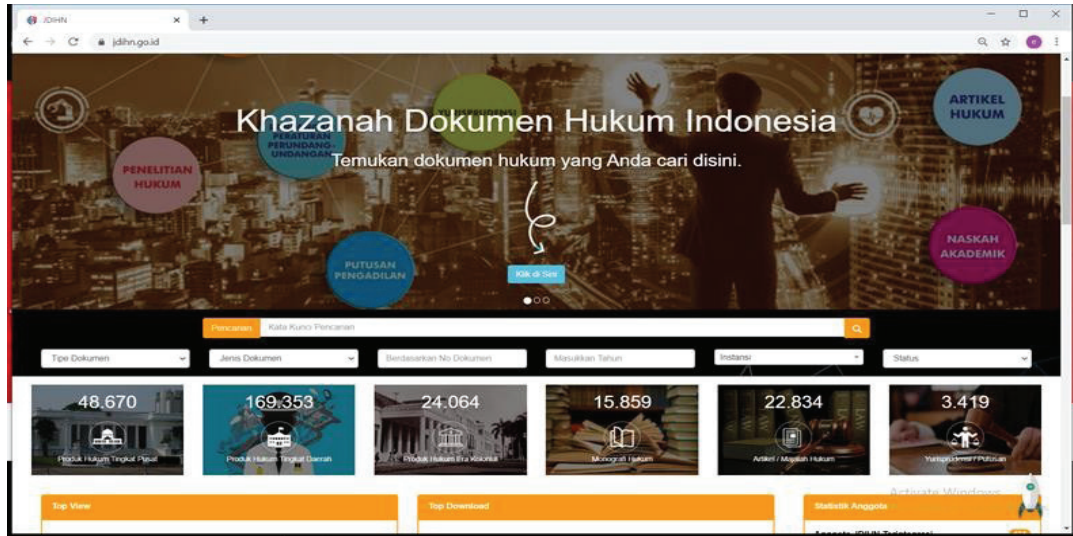 JDIHN
jdihn.go.id
Khazanah Dokumen Hukum Indonesia
Temukan dokumen hukum yang Anda cari disini.
ARTIKEL
HUKUM
PERATURAN
PERUNDANG-
UNDANGAN
PENELITIAN
HUKUM
PUTUSAN
PENGADILAN
NASKAH
AKADEMIK
Klik di Sini
Pencarian
Kata Kunci Pencarian
Tipe Dokumen
Jenis Dokumen
Berdasarkan No Dokumen
Masukkan Tahun
Instansi
Status
48.670
169.353
24.064
15.859
22.834
3.419
Produk Hukum Tingkat Pusat
Produk Hukum Tingkat Daerah
Produk Hukum Era Kolonial
Monografi Hukum
Artikel / Majalah Hukum
Yurisprudensi / Putusan
Activate Windows
Top View
Top Download
Statistik Anggota
Anggota JDIHN Terintegrasi